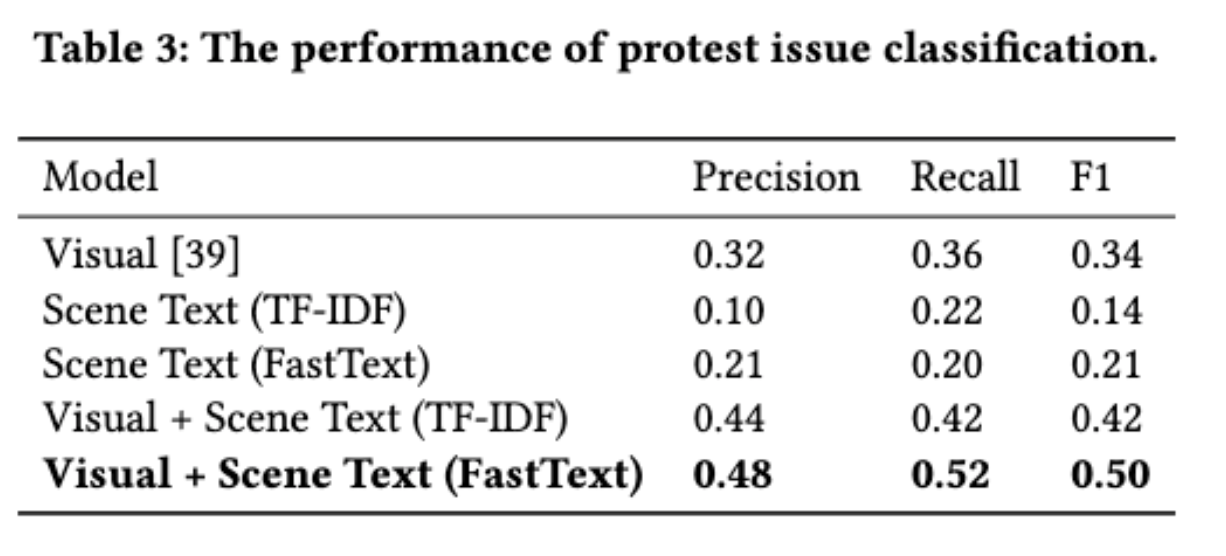 Table 3: The performance of protest issue classification.
Model Precision Recall F1
Visual [39] 0.32 0.36 0.34
Scene Text (TF-IDF) 0.10 0.22 0.14
Scene Text (FastText) 0.21 0.20 0.21
Visual + Scene Text (TF-IDF) 0.44 0.42 0.42
Visual + Scene Text (FastText) 0.48 0.52 0.50